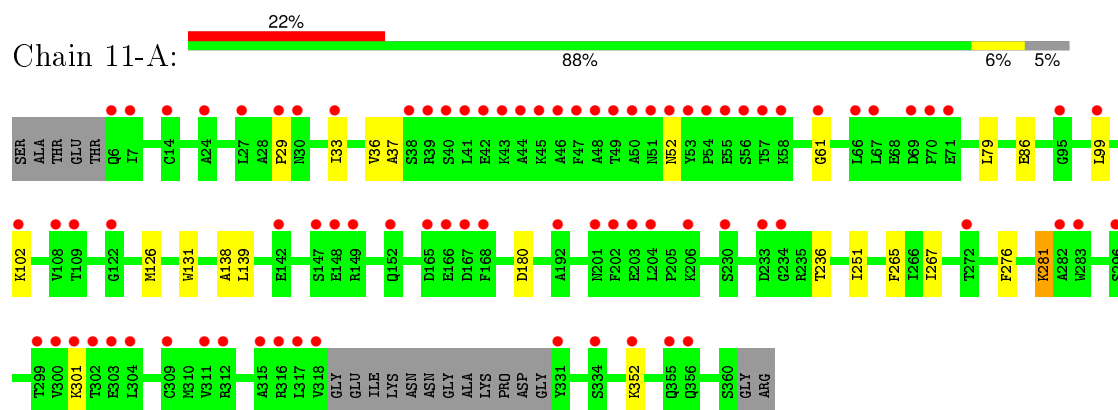 22%
Chain 11-A:
88% 6% 5%
SER ALA THR GLU THR Q6 I7 C14 A24 L27 A28 P29 N30 I33 V36 A37 S38 R39 S40 L41 E42 K43 A44 K45 A46 F47 A48 T49 A50 N51 N52 Y53 P54 E55 S56 T57 K58 G61 L66 L67 E68 D69 P70 E71 L79 E86 G95 L99
K102 V108 T109 G122 M126 W131 A138 L139 E142 S147 E148 R149 Q152 D165 E166 D167 F168 D180 A192 N201 F202 E203 L204 P205 K206 S230 D233 G234 R235 T236 I251 F265 I266 I267 T272 F276 K281 A282 W283
T299 V300 K301 T302 E303 L304 C309 M310 V311 R312 A315 R316 L317 V318 GLY GLU ILE LYS ASN ASN GLY ALA LYS PRO ASP GLY Y331 S334 K352 Q355 Q356 S360 GLY ARG